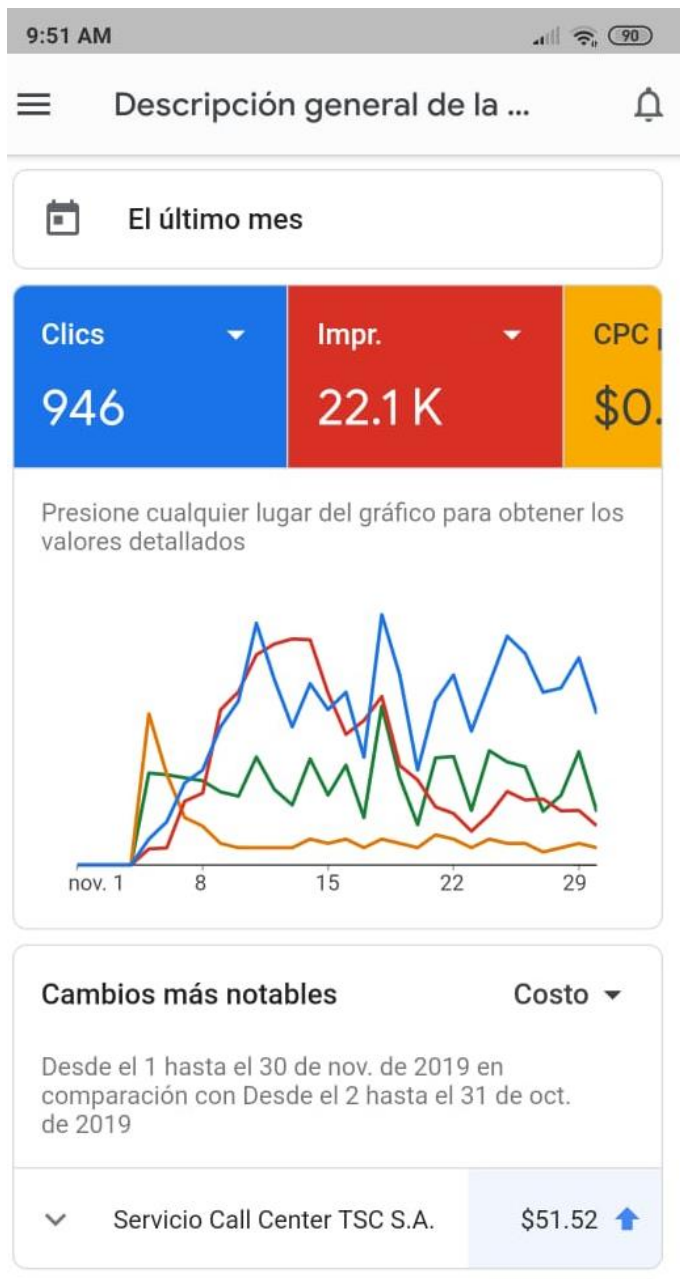 9:51 AM
90
Descripción general de la ...
El último mes
Clics
Impr.
CPC
946
22.1 K
$0.
Presione cualquier lugar del gráfico para obtener los
valores detallados
nov. 1
8
15
22
29
Cambios más notables
Costo
Desde el 1 hasta el 30 de nov. de 2019 en
comparación con Desde el 2 hasta el 31 de oct.
de 2019
Servicio Call Center TSC S.A.
$51.52